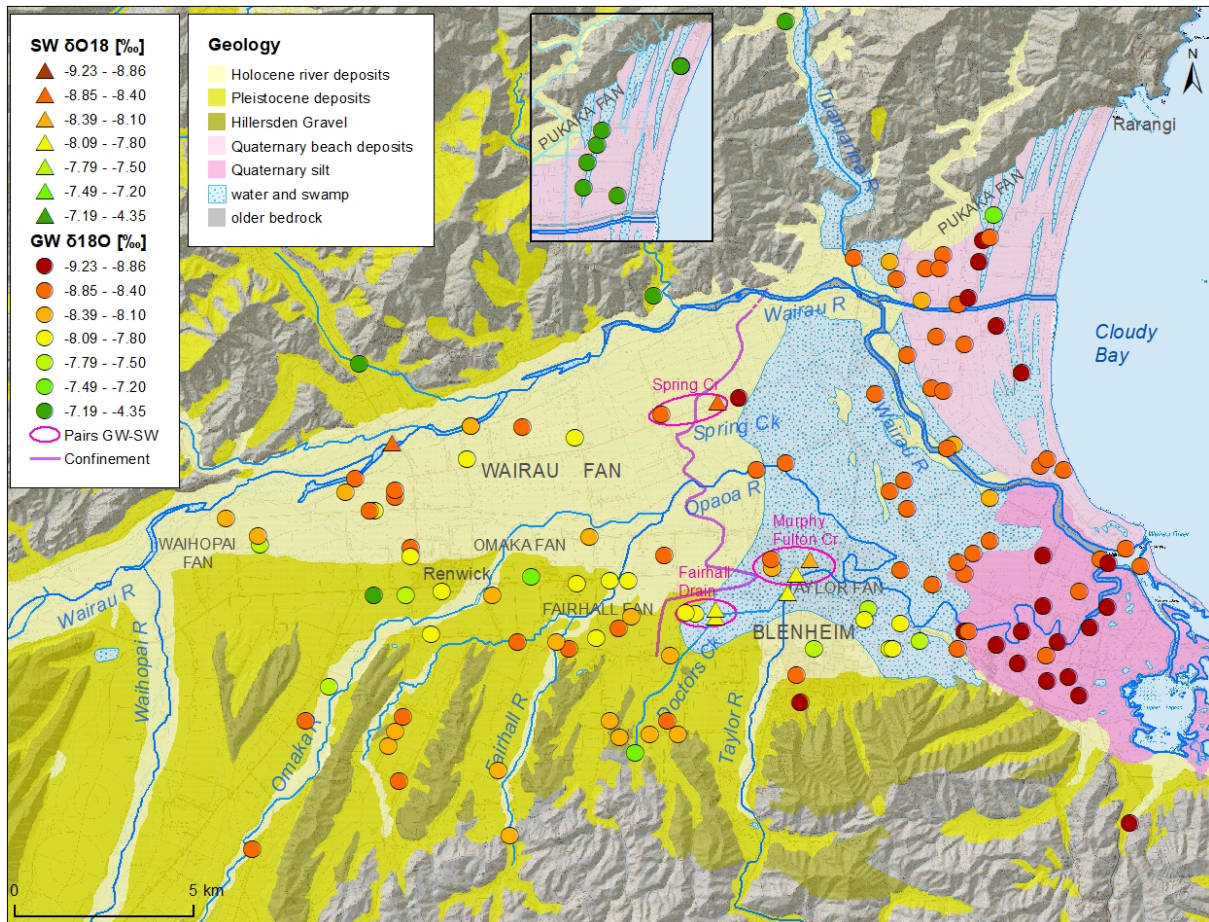 SW δO18 [‰]
-9.23 - -8.86
-8.85 - -8.40
-8.39 - -8.10
-8.09 - -7.80
-7.79 - -7.50
-7.49 - -7.20
-7.19 - -4.35
GW δ18O [‰]
-9.23 - -8.86
-8.85 - -8.40
-8.39 - -8.10
-8.09 - -7.80
-7.79 - -7.50
-7.49 - -7.20
-7.19 - -4.35
Pairs GW-SW
Confinement
Geology
Holocene river deposits
Pleistocene deposits
Hillersden Gravel
Quaternary beach deposits
Quaternary silt
water and swamp
older bedrock
PUKAKA FAN
Tuamarina R
N
Rarangi
PUKAKA FAN
Wairau R
Cloudy
Bay
Spring Cr
Spring Ck
Wairau R
WAIRAU FAN
Opaoa R
Murphy
Fulton Cr
WAIHOPAI
FAN
OMAKA FAN
Renwick
Fairhall
Drain
TAYLOR FAN
FAIRHALL FAN
BLENHEIM
Wairau R
Waihopai R
Omaka R
Fairhall R
Doctors Ck
Taylor R
0 5 km